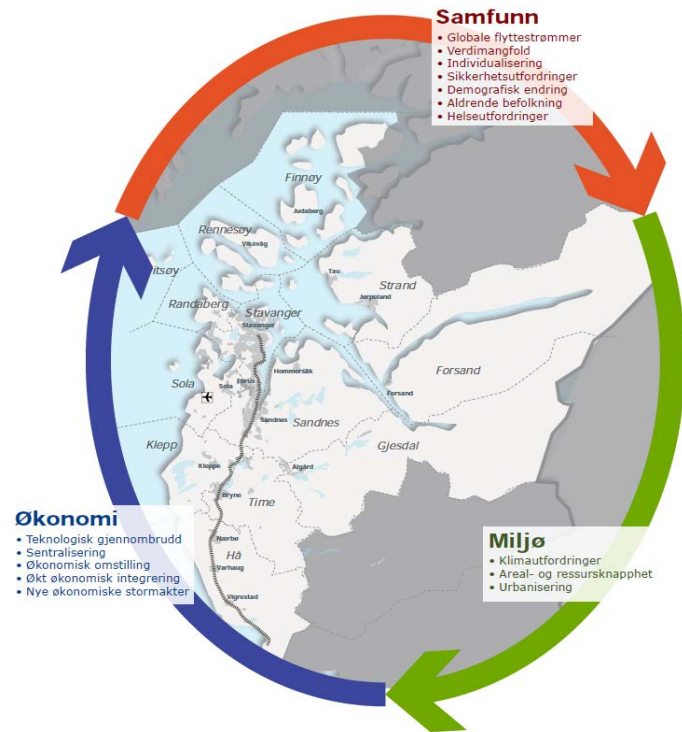 Samfunn
• Globale flyttestrømmer
• Verdimangfold
• Individualisering
• Sikkerhetsutfordringer
• Demografisk endring
• Aldrende befolkning
• Helseutfordringer
Finnøy
Judaberg
Rennesøy
Vikevåg
itsøy
Tau
Strand
Jørpeland
Randaberg
Stavanger
Stavanger
Hommersåk
Forus
Forsand
Sola
Sola
Forsand
Sandnes
Sandnes
Klepp
Gjesdal
Kleppe
Ålgård
Bryne
Time
Økonomi
• Teknologisk gjennombrudd
• Sentralisering
• Økonomisk omstilling
• Økt økonomisk integrering
• Nye økonomiske stormakter
Nærbø
Hå
Varhaug
Vigrestad
Miljø
• Klimautfordringer
• Areal- og ressursknapphet
• Urbanisering